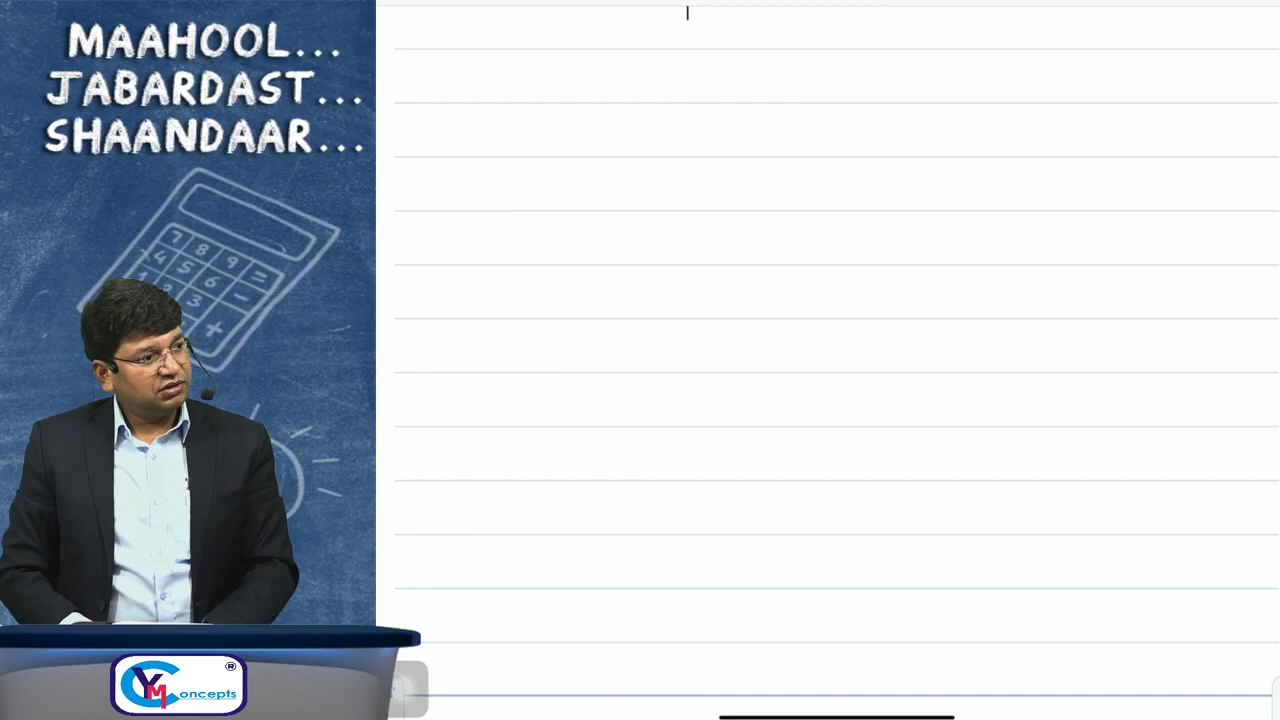 MAAHOOL...
JABARDAST...
SHAANDAAR...
7 8 9 =
4 5 6 -
3
+
YM Concepts ®